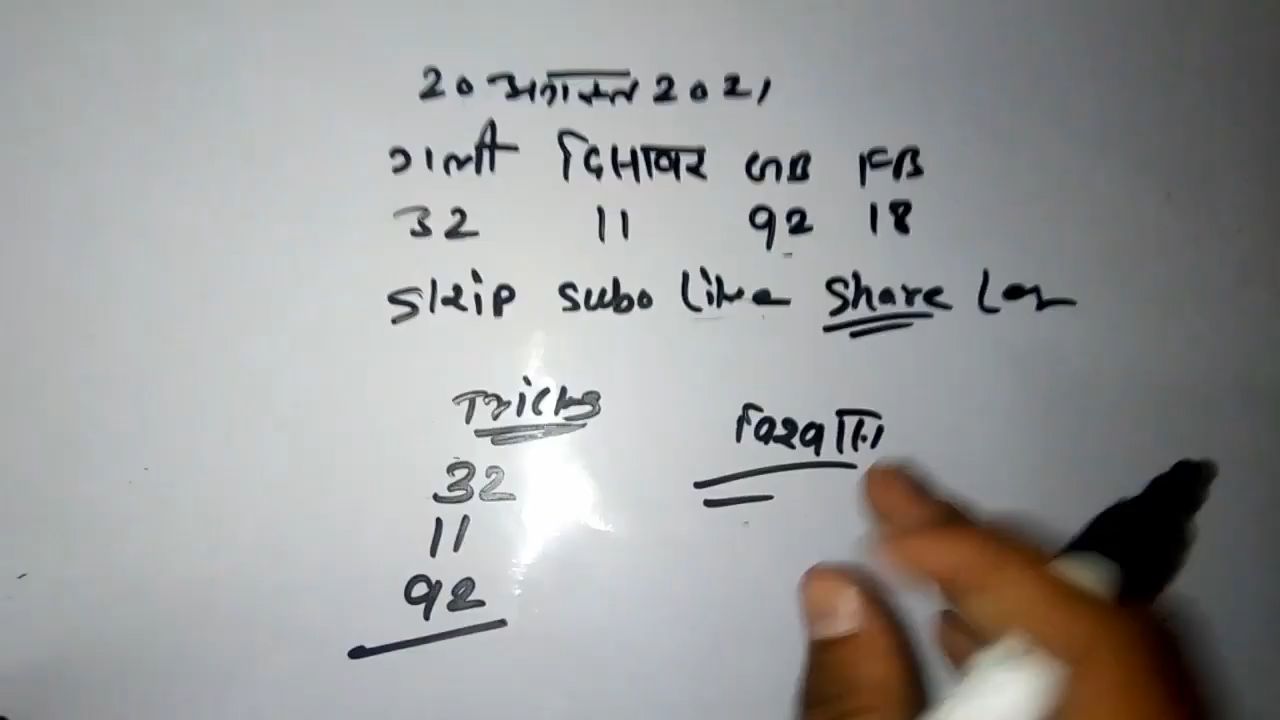 20 अगस्त 2021
गली दिसावर GB FB
32 11 92 18
Skip subo like Share
Tricks
32
11
92